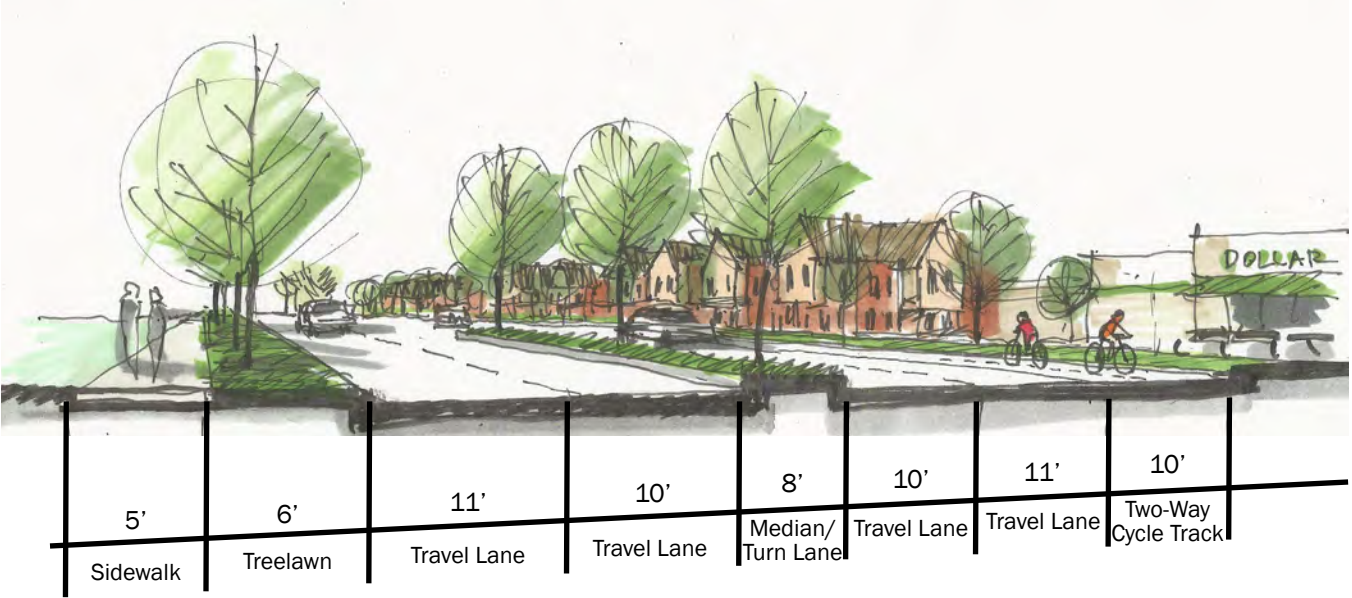 DOLLAR
5’
6’
11’
10’
8’
10’
11’
10’
Sidewalk
Treelawn
Travel Lane
Travel Lane
Median/
Turn Lane
Travel Lane
Travel Lane
Two-Way
Cycle Track